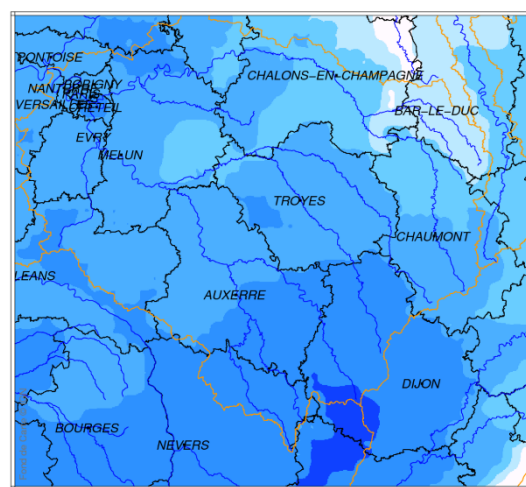 PONTOISE
CHALONS-EN-CHAMPAGNE
BOBIGNY
NANTERRE
PARIS
VERSAILLES
CRETEIL
BAR-LE-DUC
EVRY
MELUN
TROYES
CHAUMONT
LEANS
AUXERRE
DIJON
BOURGES
NEVERS